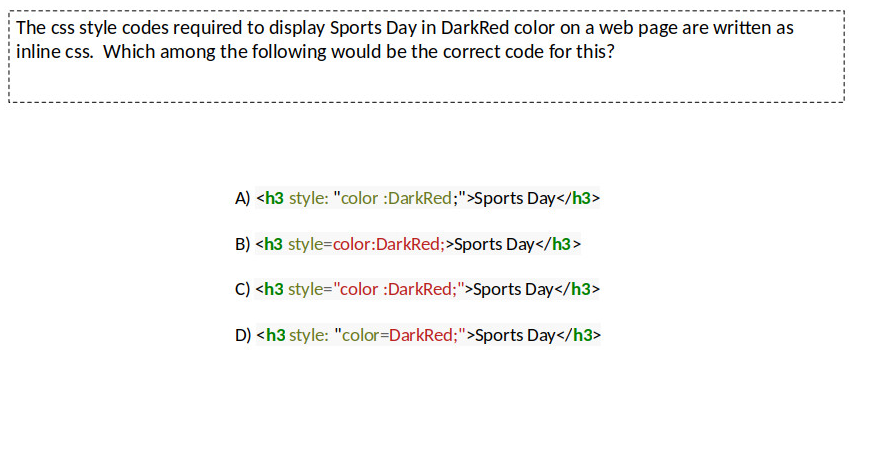 The css style codes required to display Sports Day in DarkRed color on a web page are written as
inline css.  Which among the following would be the correct code for this?
A) <h3 style: "color :DarkRed;">Sports Day</h3>
B) <h3 style=color:DarkRed;>Sports Day</h3>
C) <h3 style="color :DarkRed;">Sports Day</h3>
D) <h3 style: "color=DarkRed;">Sports Day</h3>